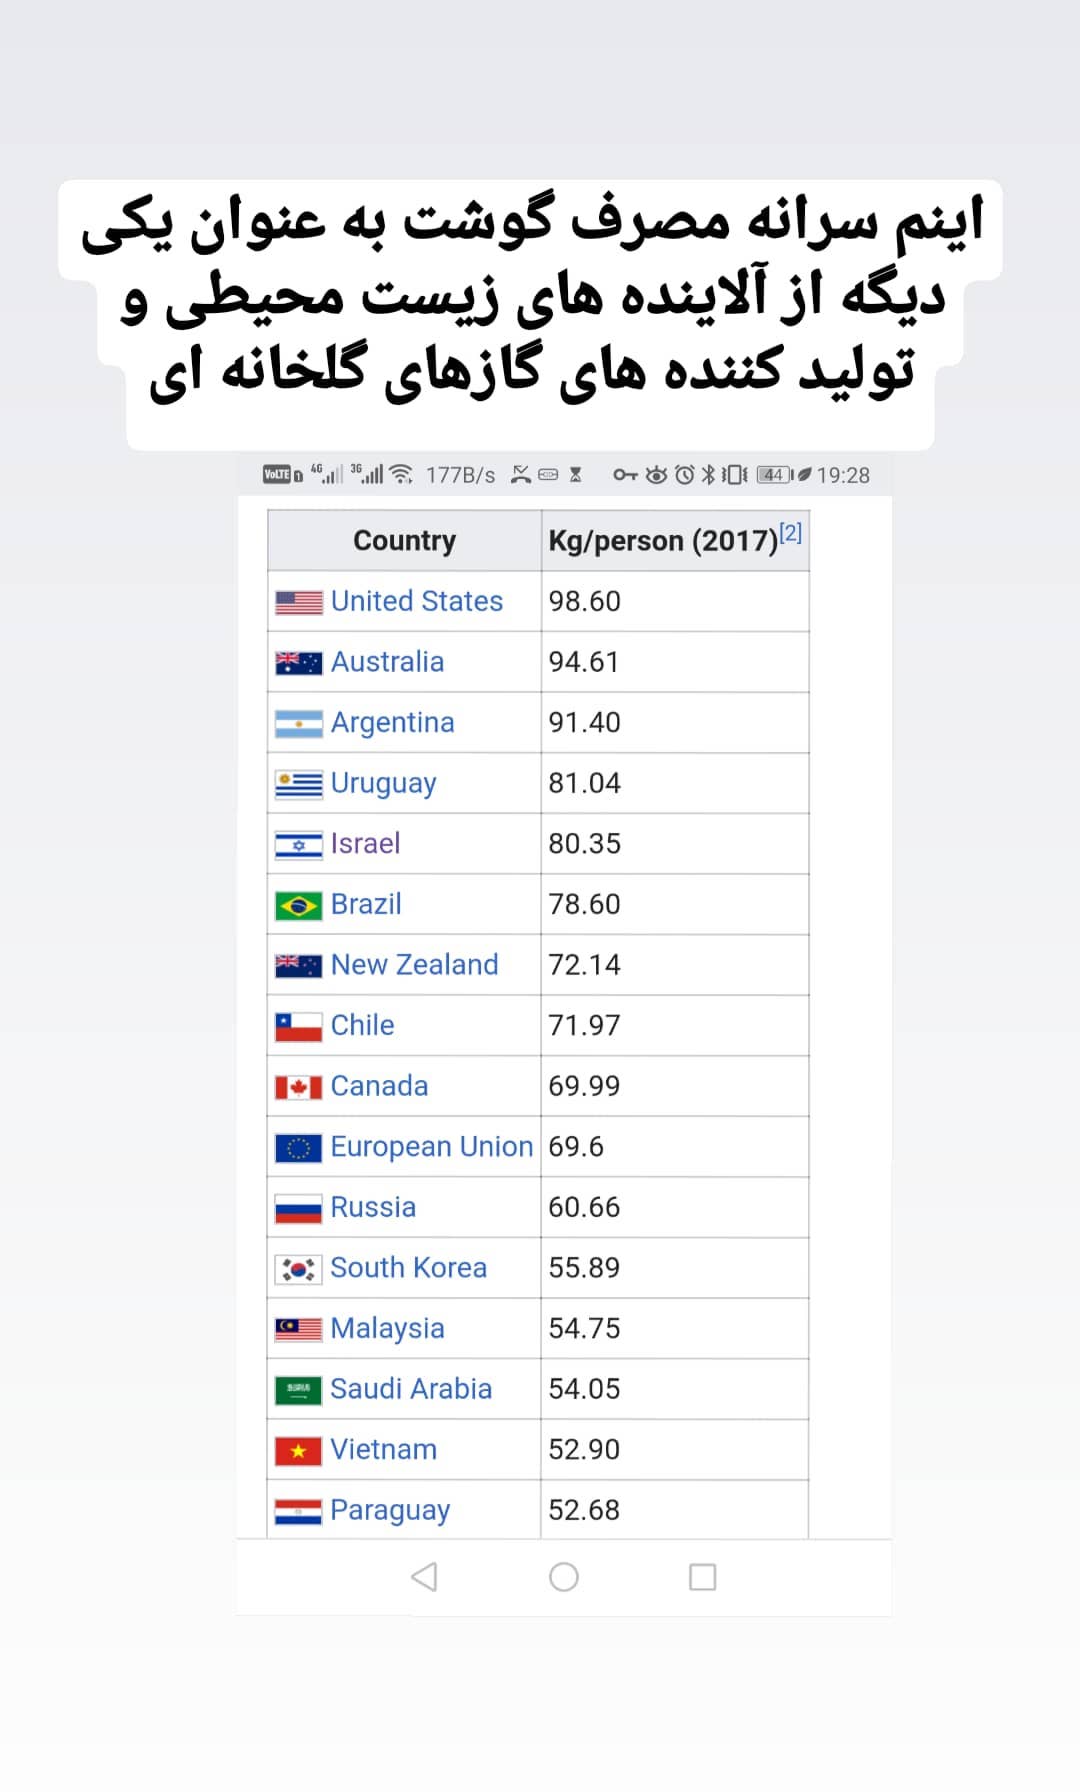 اینم سرانه مصرف گوشت به عنوان یکی
دیگه از آلاینده های زیست محیطی و
تولید کننده های گازهای گلخانه ای
VoLTE 1 4G 3G 177B/s 44 19:28
Country Kg/person (2017)[2]
United States 98.60
Australia 94.61
Argentina 91.40
Uruguay 81.04
Israel 80.35
Brazil 78.60
New Zealand 72.14
Chile 71.97
Canada 69.99
European Union 69.6
Russia 60.66
South Korea 55.89
Malaysia 54.75
Saudi Arabia 54.05
Vietnam 52.90
Paraguay 52.68